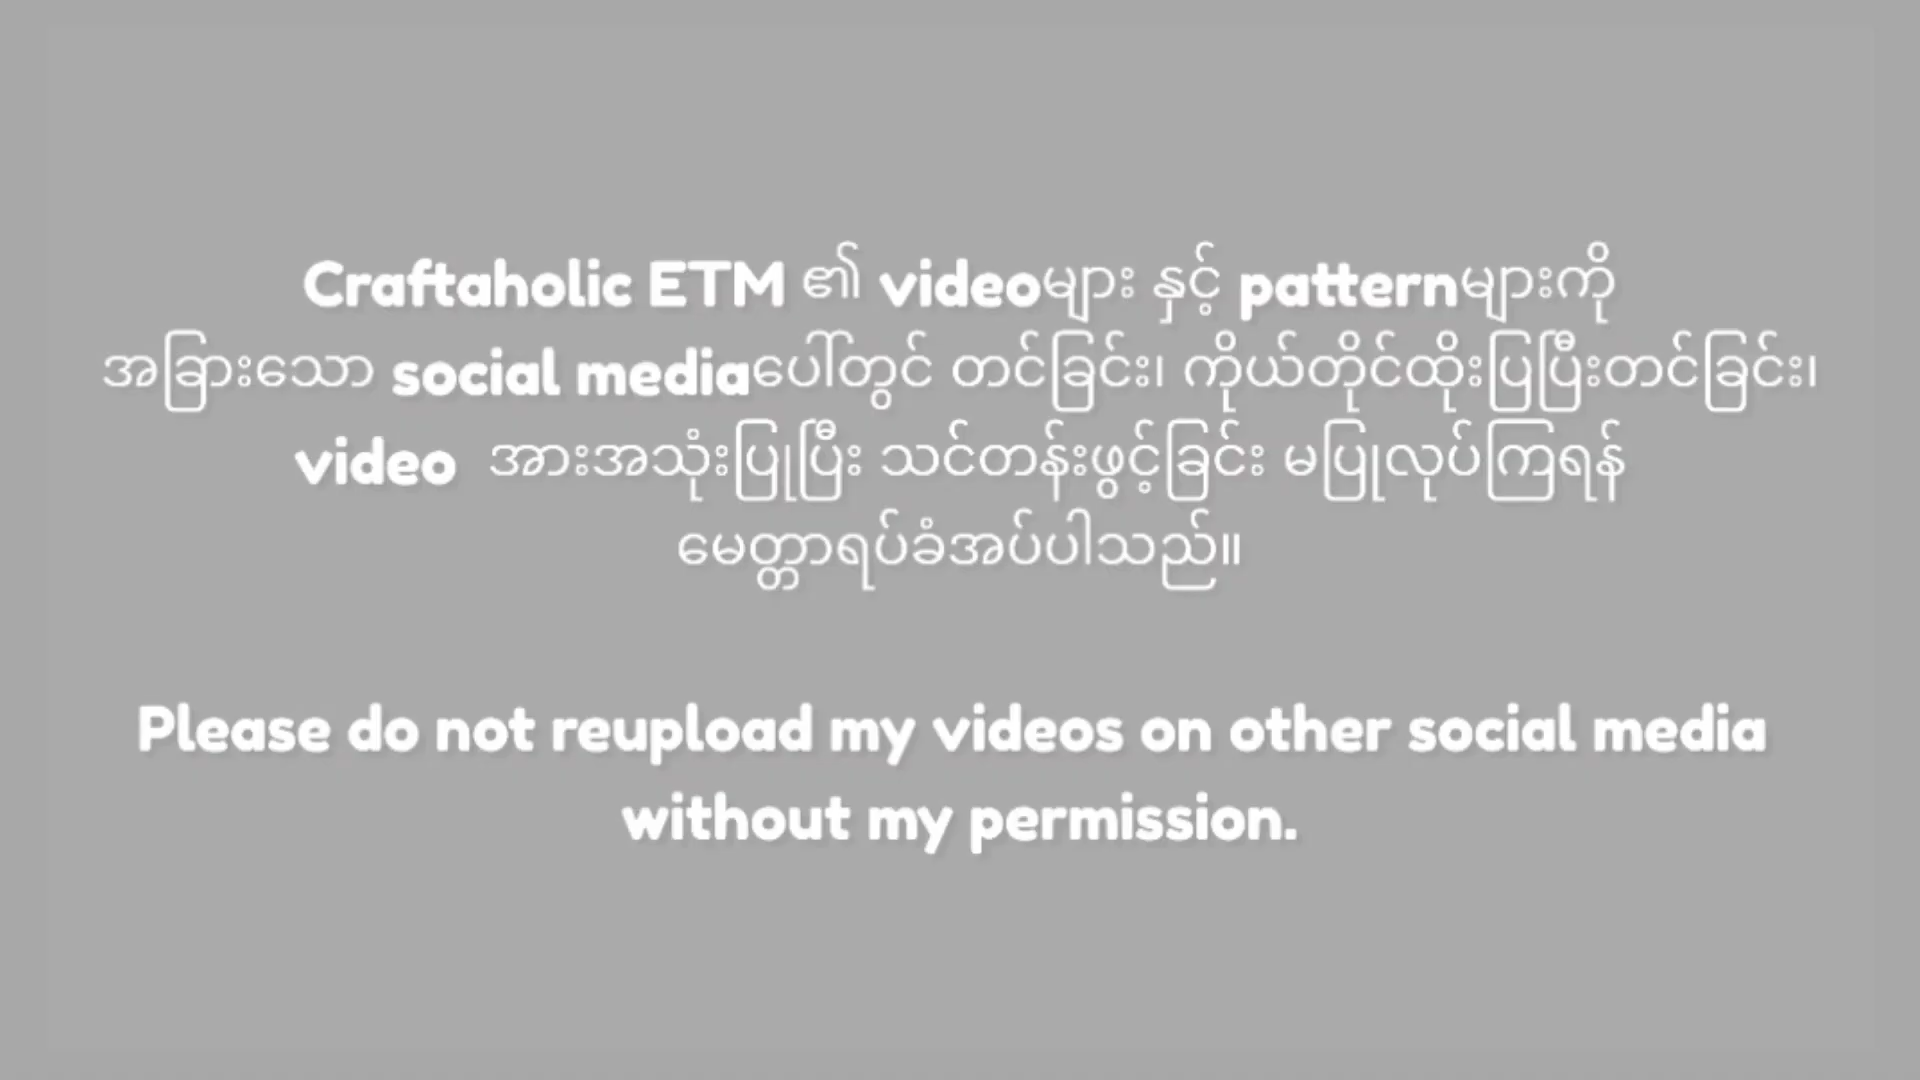 Craftaholic ETM ၏ videoများ နှင့် patternများကို
အခြားသော social mediaပေါ်တွင် တင်ခြင်း၊ ကိုယ်တိုင်ထိုးပြပြီးတင်ခြင်း၊
video အားအသုံးပြုပြီး သင်တန်းဖွင့်ခြင်း မပြုလုပ်ကြရန်
မေတ္တာရပ်ခံအပ်ပါသည်။
Please do not reupload my videos on other social media
without my permission.